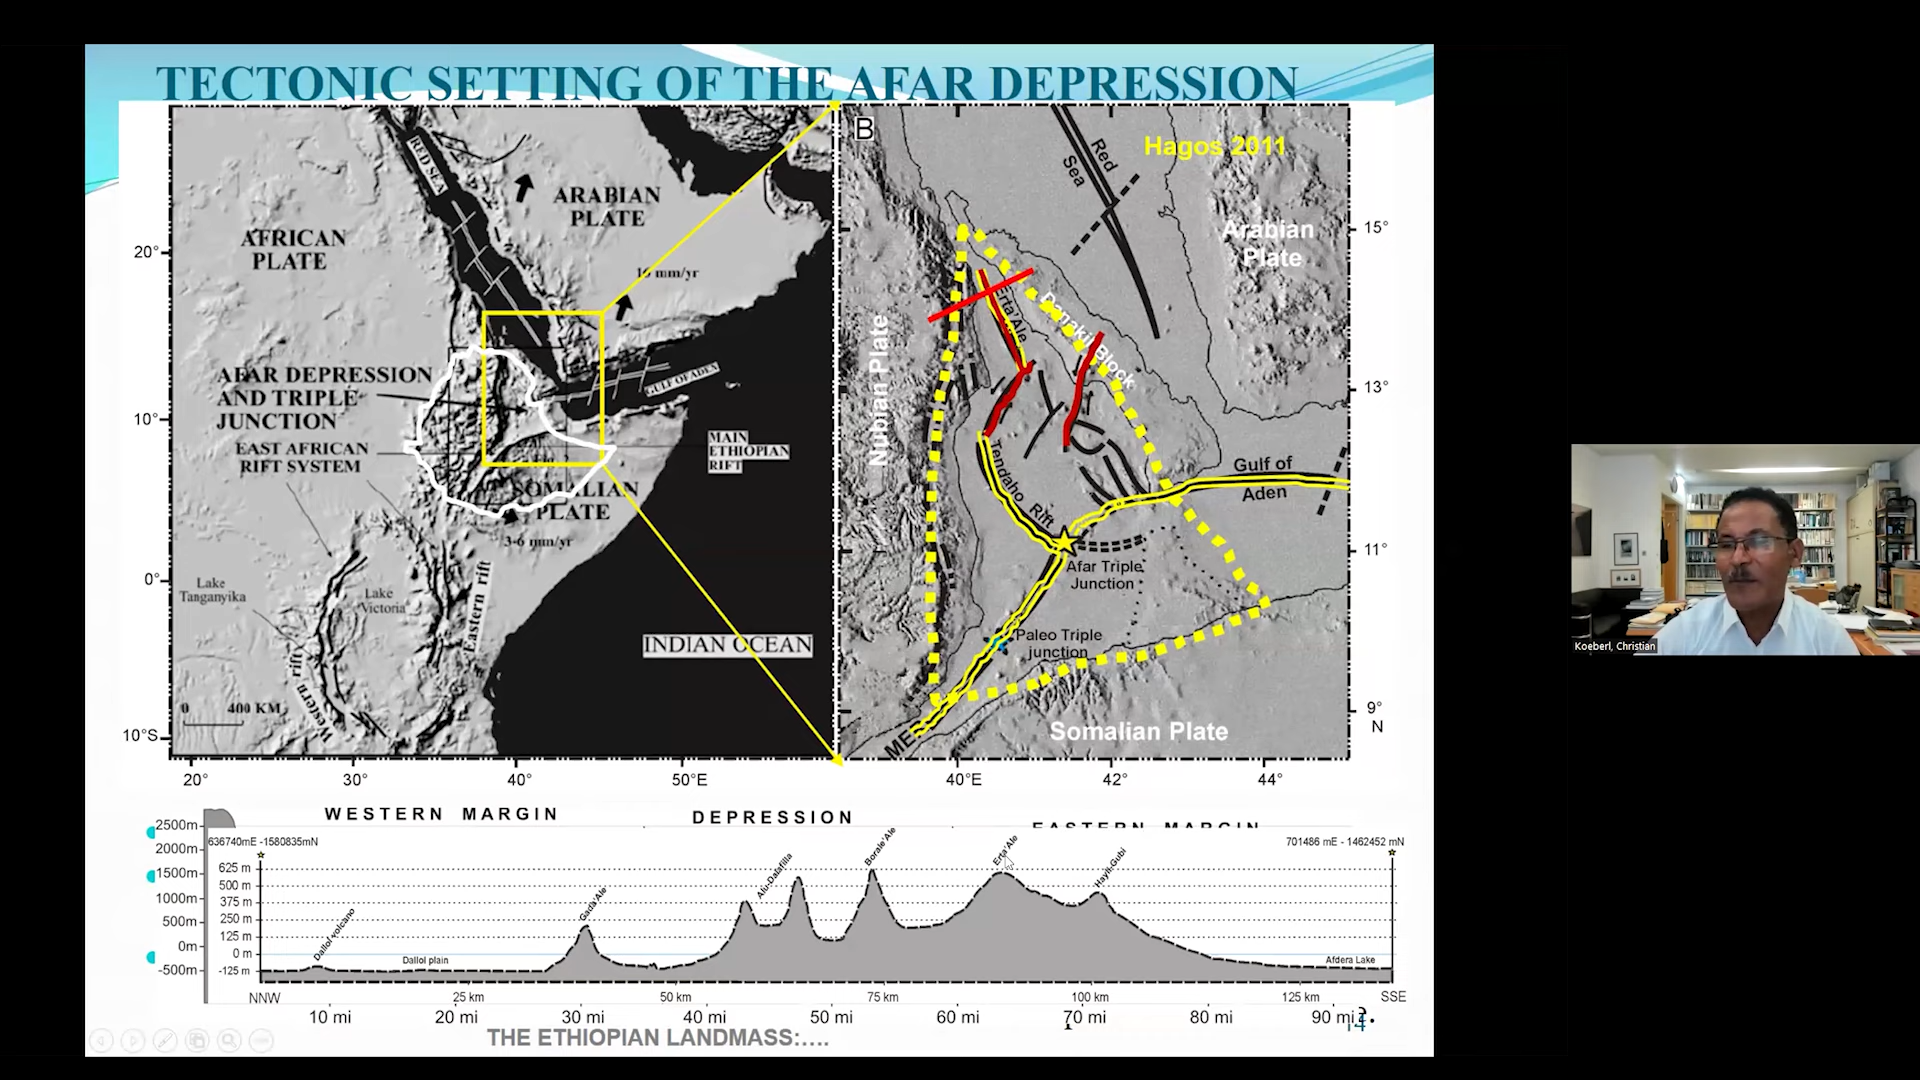 TECTONIC SETTING OF THE AFAR DEPRESSION
RED SEA
ARABIAN
PLATE
AFRICAN
PLATE
20°
mm/yr
AFAR DEPRESSION
AND TRIPLE
JUNCTION
10°
GULF OF ADEN
EAST AFRICAN
RIFT SYSTEM
MAIN
ETHIOPIAN
RIFT
SOMALIAN
PLATE
3-6 mm/yr
0°
Lake
Tanganyika
Lake
Victoria
Eastern rift
Western rift
INDIAN OCEAN
0 400 KM
10°S
20° 30° 40° 50°E
B
Hagos 2011
Red
Sea
Arabian
Plate
15°
Erta'Ale
Danakil Block
Nubian Plate
13°
Tendaho Rift
Gulf of
Aden
11°
Afar Triple
Junction
Paleo Triple
junction
9°
N
Somalian Plate
40°E 42° 44°
WESTERN MARGIN
DEPRESSION
EASTERN MARGIN
2500m
2000m
1500m
1000m
500m
0m
-500m
636740mE -1580835mN
701486 mE - 1462452 mN
625 m
500 m
375 m
250 m
125 m
0 m
-125 m
Dallol volcano
Dallol plain
Gada'Ale
Alu-Dalafilla
Borale'Ale
Erta'Ale
Hayli-Gubi
Afdera Lake
NNW 25 km 50 km 75 km 100 km 125 km SSE
10 mi 20 mi 30 mi 40 mi 50 mi 60 mi 70 mi 80 mi 90 mi
THE ETHIOPIAN LANDMASS:....
Koeberl, Christian